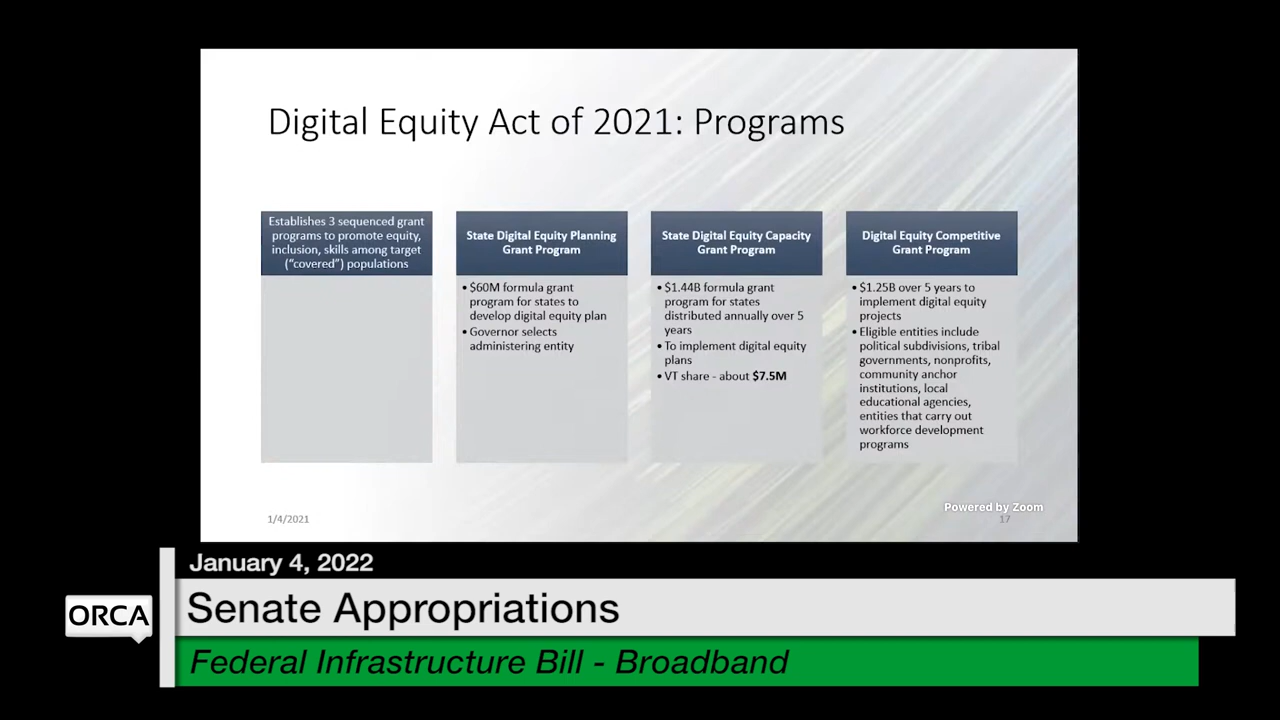 Digital Equity Act of 2021: Programs
Establishes 3 sequenced grant
programs to promote equity,
inclusion, skills among target
(“covered”) populations
State Digital Equity Planning
Grant Program
• $60M formula grant
program for states to
develop digital equity plan
• Governor selects
administering entity
State Digital Equity Capacity
Grant Program
• $1.44B formula grant
program for states
distributed annually over 5
years
• To implement digital equity
plans
• VT share - about $7.5M
Digital Equity Competitive
Grant Program
• $1.25B over 5 years to
implement digital equity
projects
• Eligible entities include
political subdivisions, tribal
governments, nonprofits,
community anchor
institutions, local
educational agencies,
entities that carry out
workforce development
programs
1/4/2021
Powered by Zoom
17
January 4, 2022
ORCA
Senate Appropriations
Federal Infrastructure Bill - Broadband